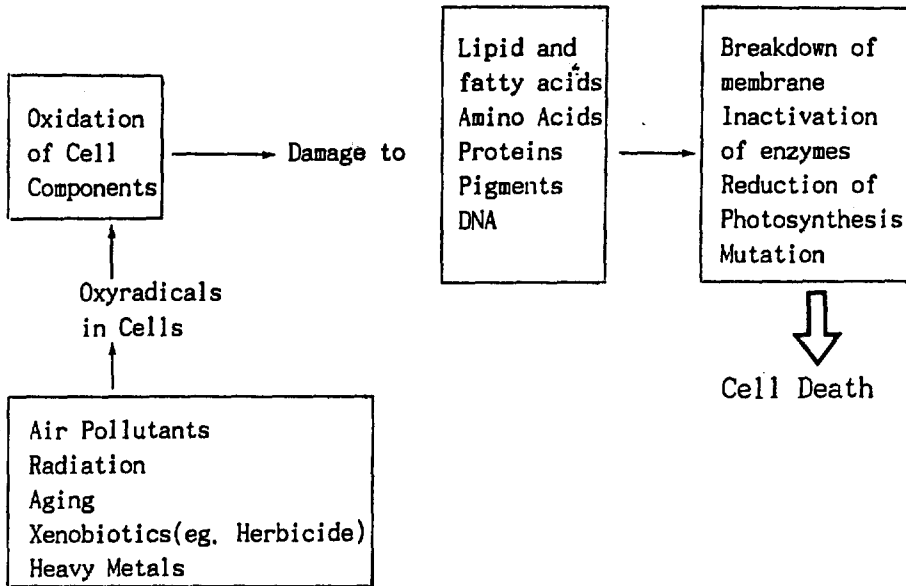 Oxidation
of Cell
Components
Damage to
Lipid and
fatty acids
Amino Acids
Proteins
Pigments
DNA
Breakdown of
membrane
Inactivation
of enzymes
Reduction of
Photosynthesis
Mutation
Oxyradicals
in Cells
Cell Death
Air Pollutants
Radiation
Aging
Xenobiotics(eg. Herbicide)
Heavy Metals